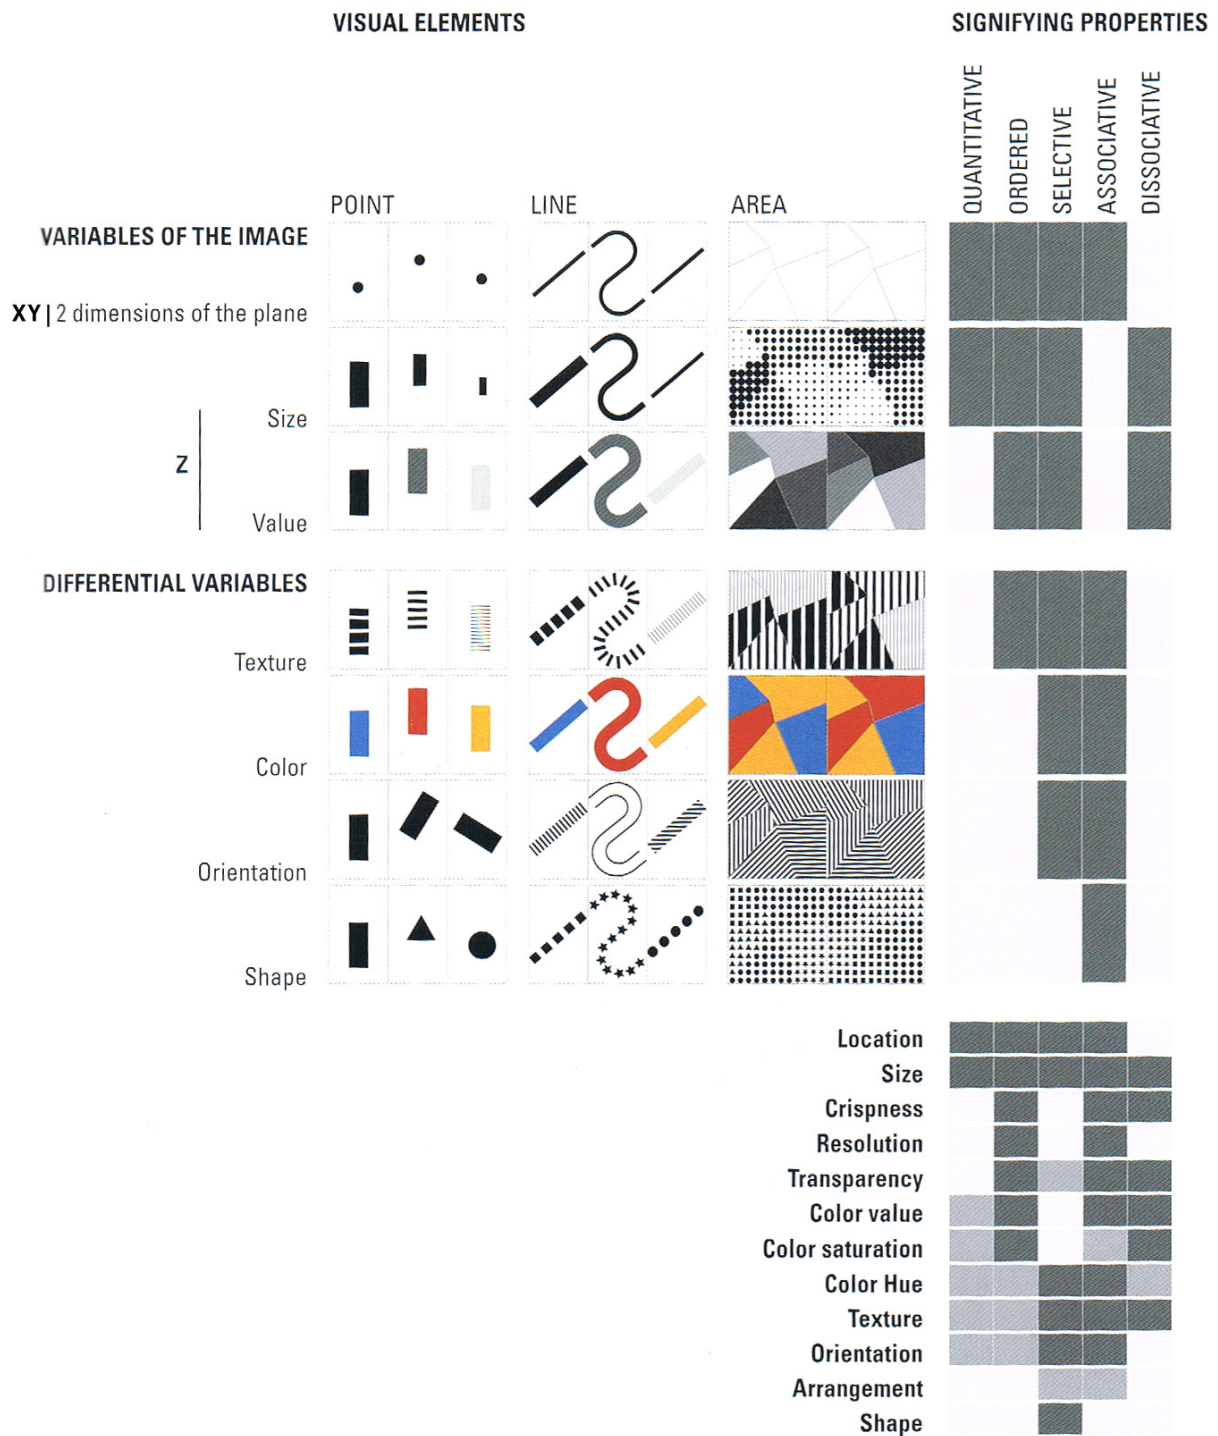 VISUAL ELEMENTS
SIGNIFYING PROPERTIES
QUANTITATIVE
ORDERED
SELECTIVE
ASSOCIATIVE
DISSOCIATIVE
POINT
LINE
AREA
VARIABLES OF THE IMAGE
XY | 2 dimensions of the plane
Size
Z
Value
DIFFERENTIAL VARIABLES
Texture
Color
Orientation
Shape
Location
Size
Crispness
Resolution
Transparency
Color value
Color saturation
Color Hue
Texture
Orientation
Arrangement
Shape